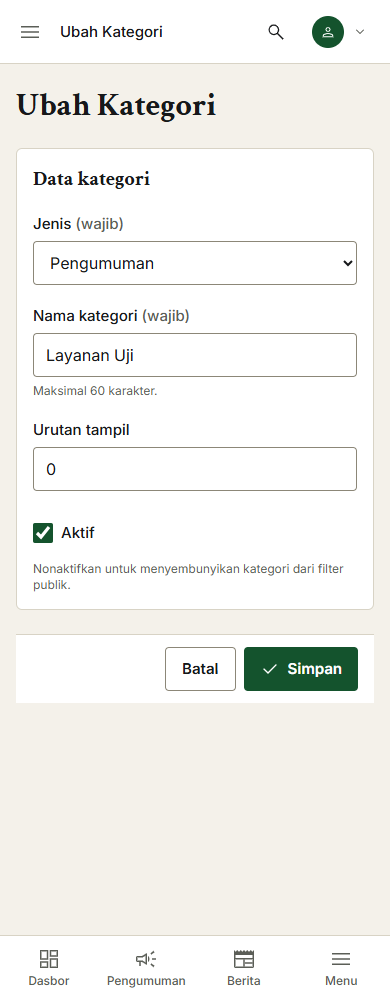 Ubah Kategori
Ubah Kategori
Data kategori
Jenis (wajib)
Pengumuman
Nama kategori (wajib)
Layanan Uji
Maksimal 60 karakter.
Urutan tampil
0
Aktif
Nonaktifkan untuk menyembunyikan kategori dari filter
publik.
Batal
Simpan
Dasbor
Pengumuman
Berita
Menu